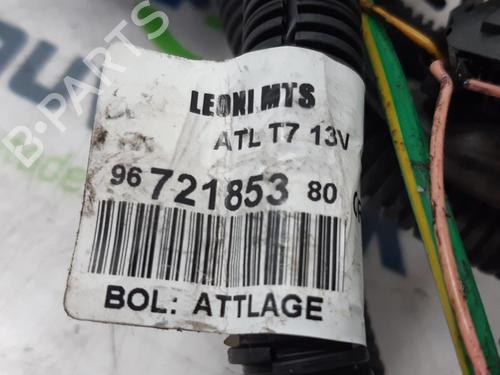 LEONI MTS
ATL T7 13V
96 721853 80
BOL: ATTLAGE
B-PARTS